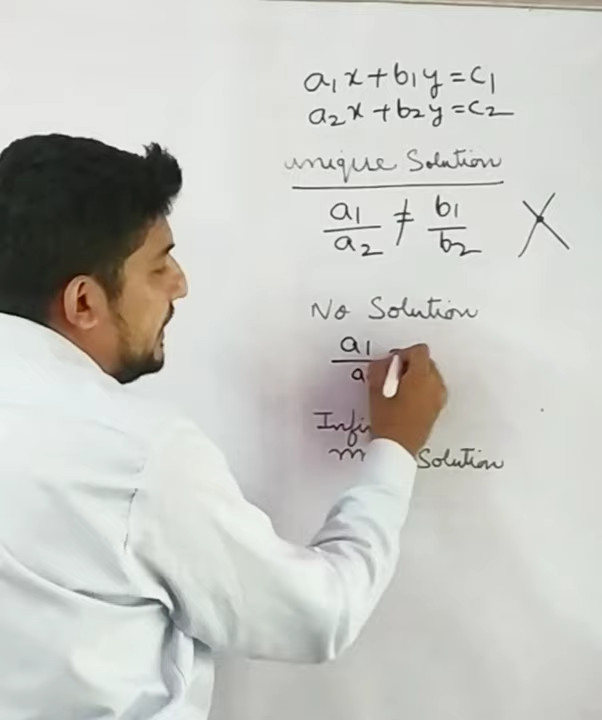 a₁x+b₁y=c₁
a₂x+b₂y=c₂
unique Solution
a₁/a₂ ≠ b₁/b₂
No Solution
a₁
Solution